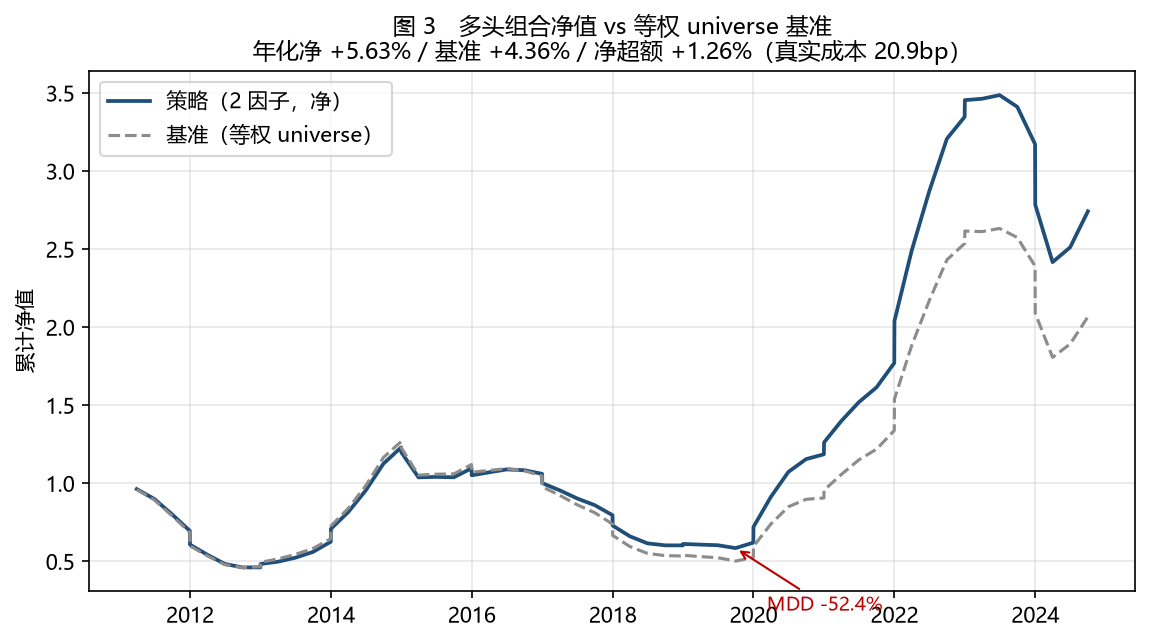 图 3　多头组合净值 vs 等权 universe 基准
年化净 +5.63% / 基准 +4.36% / 净超额 +1.26%（真实成本 20.9bp）
策略（2 因子，净）
基准（等权 universe）
累计净值
3.5
3.0
2.5
2.0
1.5
1.0
0.5
MDD -52.4%
2012
2014
2016
2018
2020
2022
2024